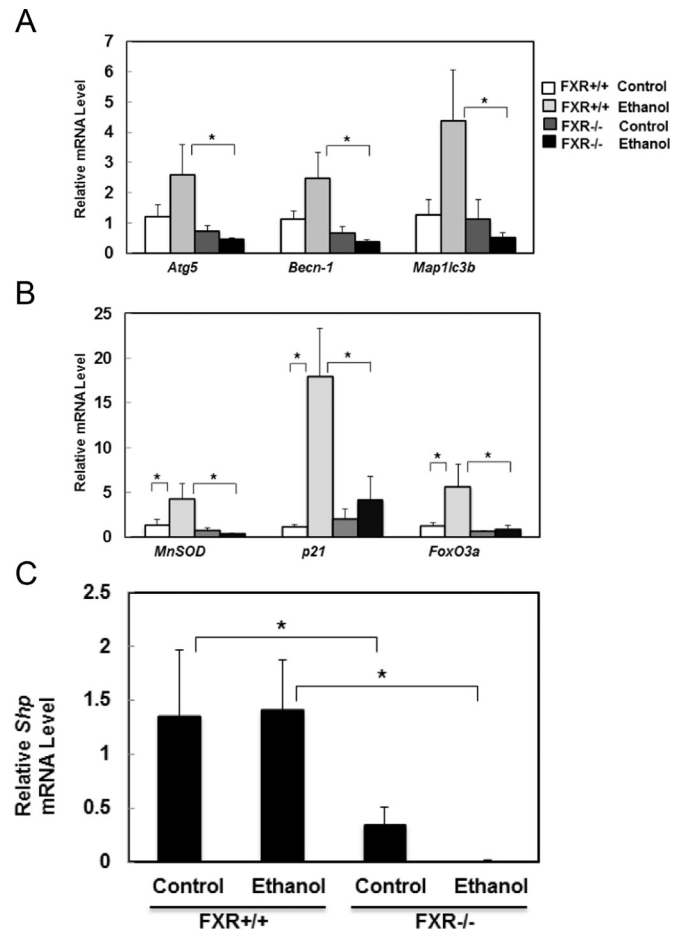 A
Relative mRNA Level
7
6
5
4
3
2
1
0
*
*
*
Atg5 Becn-1 Map1lc3b
FXR+/+ Control
FXR+/+ Ethanol
FXR-/- Control
FXR-/- Ethanol
B
Relative mRNA Level
25
20
15
10
5
0
*
*
*
*
*
*
MnSOD p21 FoxO3a
C
Relative Shp
mRNA Level
2.5
2
1.5
1
0.5
0
*
*
Control Ethanol Control Ethanol
FXR+/+ FXR-/-